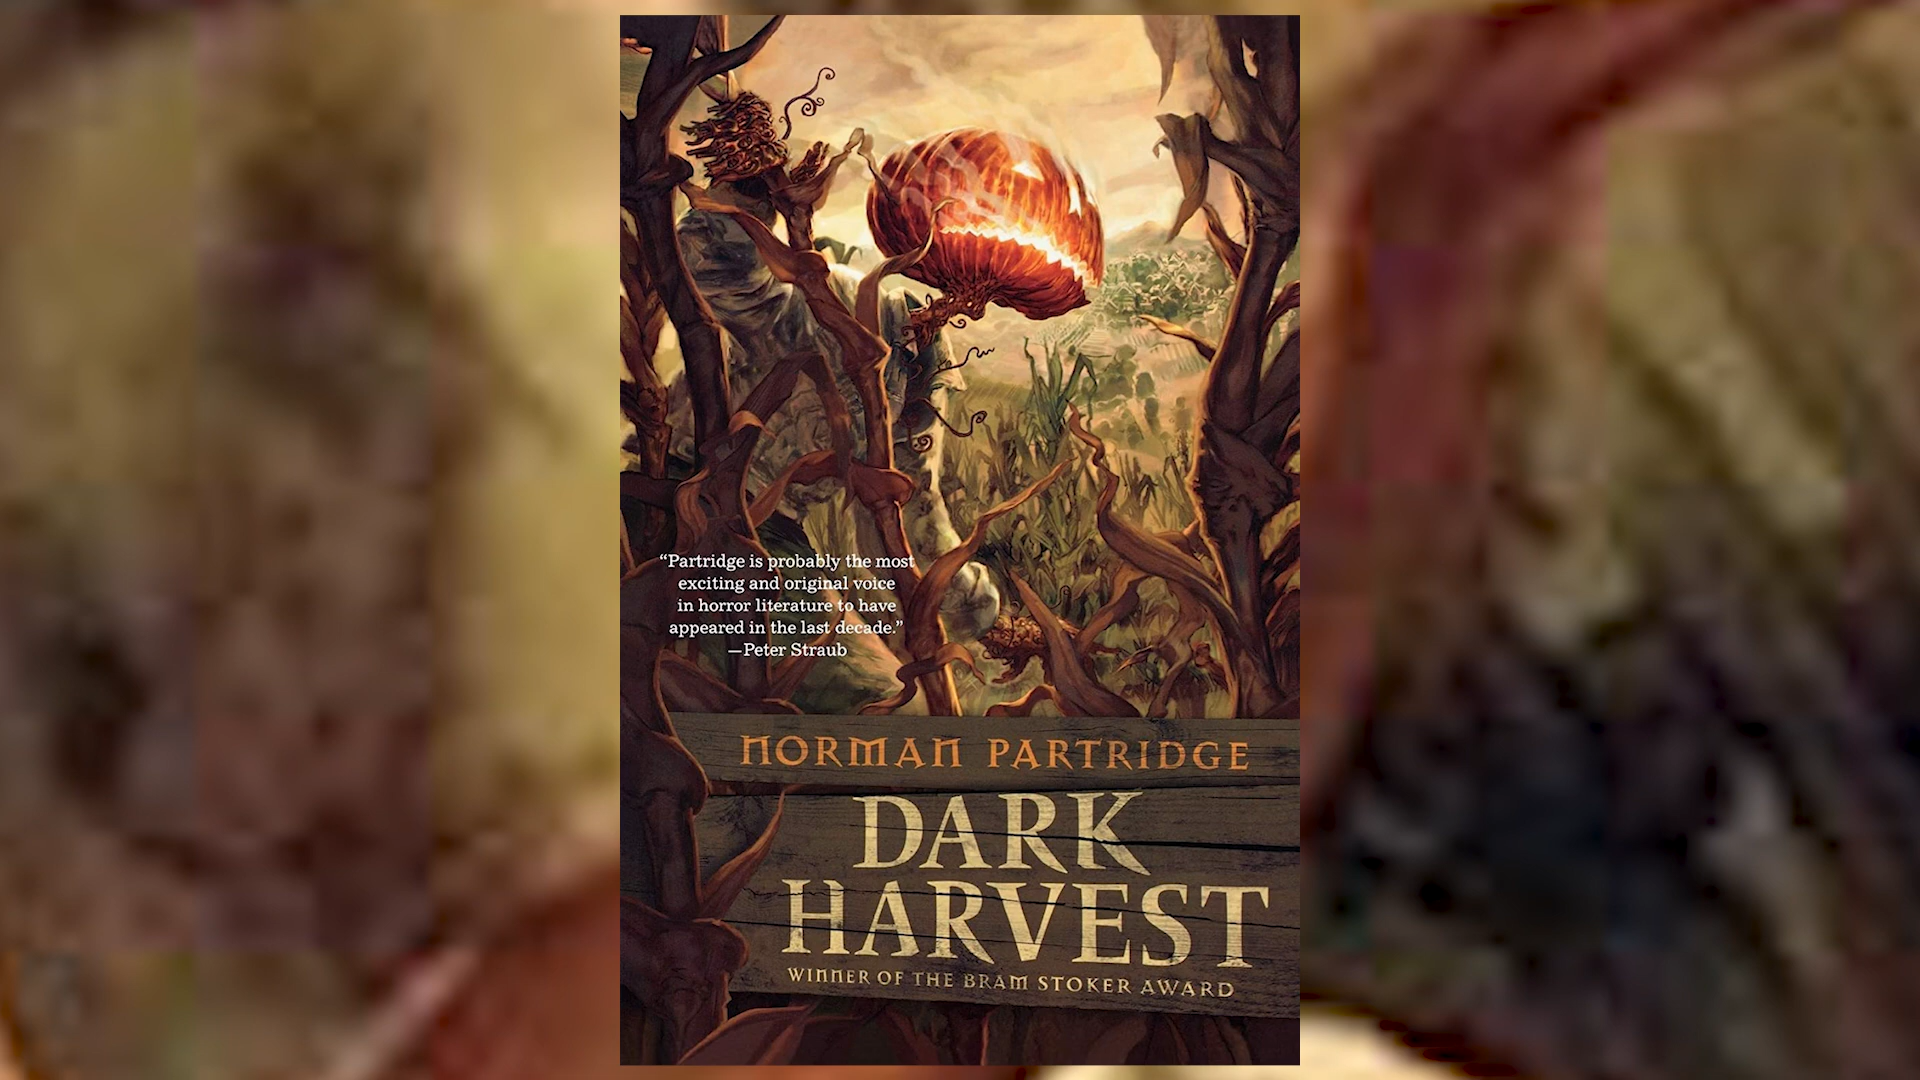 “Partridge is probably the most
exciting and original voice
in horror literature to have
appeared in the last decade.”
—Peter Straub
NORMAN PARTRIDGE
DARK
HARVEST
WINNER OF THE BRAM STOKER AWARD